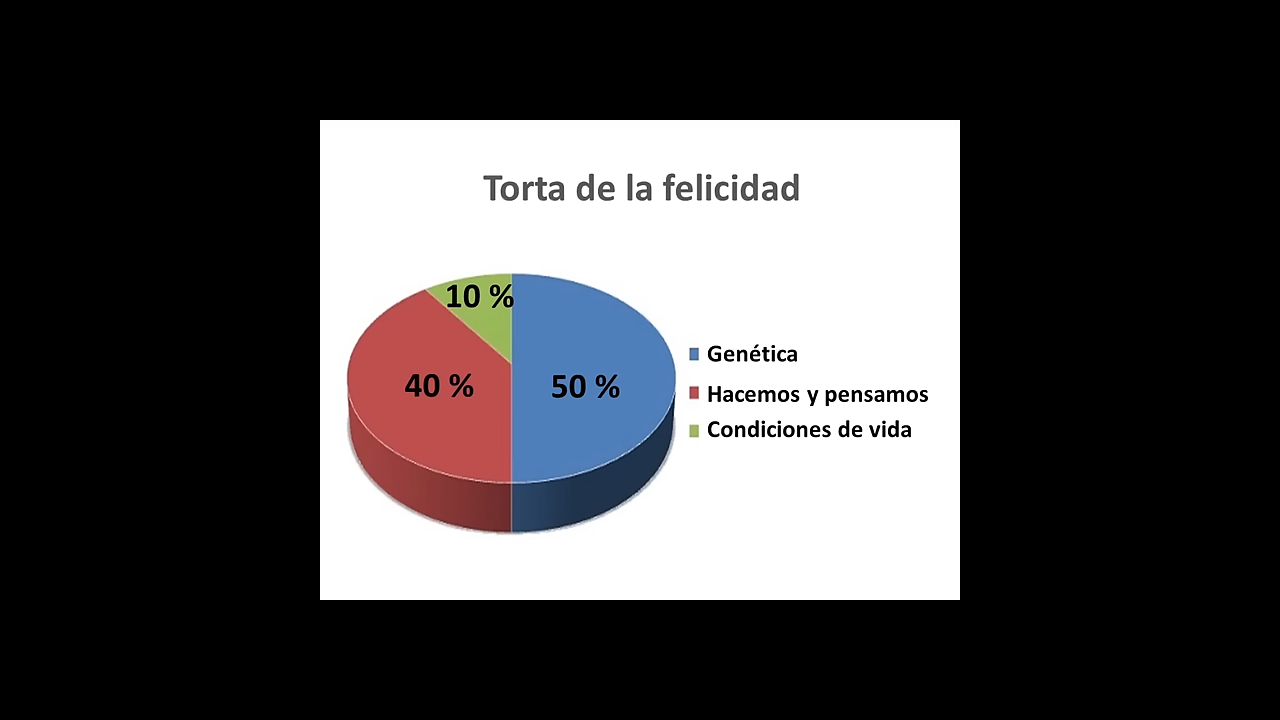 Torta de la felicidad
10 %
40 %
50 %
Genética
Hacemos y pensamos
Condiciones de vida